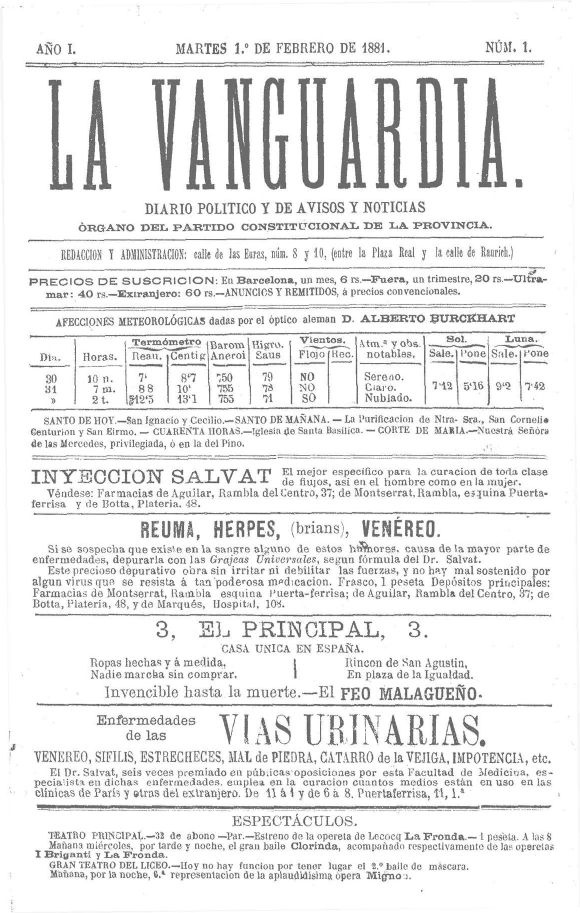 AÑO I. MARTES 1.º DE FEBRERO DE 1881. NÚM. 1.
LA VANGUARDIA.
DIARIO POLITICO Y DE AVISOS Y NOTICIAS
ÓRGANO DEL PARTIDO CONSTITUCIONAL DE LA PROVINCIA.
REDACCION Y ADMINISTRACION: calle de las Euras, núm. 8 y 10, (entre la Plaza Real y la calle de Raurich.)
PRECIOS DE SUSCRICION: En Barcelona, un mes, 6 rs.—Fuera, un trimestre, 20 rs.—Ultra-
mar: 40 rs.—Extranjero: 60 rs.—ANUNCIOS Y REMITIDOS, á precios convencionales.
AFECCIONES METEOROLÓGICAS dadas por el óptico aleman D. ALBERTO BURCKHART
Termómetro Barom Higro. Vientos. Atm.ª y obs. Sol. Luna.
Dia. Horas. Reau. Centig Aneroi Saus Flojo Rec. notables. Sale. Pone Sale. Pone
30 10 n. 7' 8'7 750 79 NO Sereno.
31 7 m. 8 8 10' 755 78 NO Claro. 7'12 5'16 9'2 7'42
» 2 t. 12'5 13'1 755 71 SO Nublado.
SANTO DE HOY.—San Ignacio y Cecilio.—SANTO DE MAÑANA. — La Purificacion de Ntra. Sra., San Cornelio
Centurion y San Eirmo. — CUARENTA HORAS.—Iglesia de Santa Basílica. — CORTE DE MARIA.—Nuestrá Señora
de las Mercedes, privilegiada, ó en la del Pino.
INYECCION SALVAT El mejor específico para la curacion de toda clase
de flujos, asi en el hombre como en la mujer.
Véndese: Farmacias de Aguilar, Rambla del Centro, 37; de Montserrat, Rambla, esquina Puerta-
ferrisa y de Botta, Plateria. 48.
REUMA, HERPES, (brians), VENÉREO.
Si se sospecha que existe en la sangre alguno de estos humores, causa de la mayor parte de
enfermedades, depurarla con las Grajeas Universales, segun fórmula del Dr. Salvat.
Este precioso depurativo obra sin irritar ni debilitar las fuerzas, y no hay mal sostenido por
algun virus que se resista á tan poderosa medicacion. Frasco, 1 peseta Depósitos principales:
Farmacias de Montserrat, Rambla esquina Puerta-ferrisa; de Aguilar, Rambla del Centro, 37; de
Botta, Plateria, 48, y de Marqués, Hospital, 109.
3, EL PRINCIPAL, 3.
CASA UNICA EN ESPAÑA.
Ropas hechas y á medida, Rincon de San Agustin,
Nadie marcha sin comprar. En plaza de la Igualdad.
Invencible hasta la muerte.—El FEO MALAGUEÑO.
Enfermedades
de las VIAS URINARIAS.
VENEREO, SIFILIS, ESTRECHECES, MAL de PIEDRA, CATARRO de la VEJIGA, IMPOTENCIA, etc.
El Dr. Salvat, seis veces premiado en públicas oposiciones por esta Facultad de Medicina, es-
pecialista en dichas enfermedades, emplea en la curacion cuantos medios están en uso en las
clínicas de París y otras del extranjero. De 11 á 1 y de 6 à 8. Puertaferrisa, 11, 1.ª
ESPECTÁCULOS.
TEATRO PRINCIPAL.—32 de abono —Par.—Estreno de la opereta de Lecocq La Fronda.— 1 peseta. A las 8
Mañana miércoles, por tarde y noche, el gran baile Clorinda, acompañado respectivamente de las operetas
I Briganti y La Fronda.
GRAN TEATRO DEL LICEO.—Hoy no hay funcion por tener lugar el 2.º baile de máscara.
Mañana, por la noche, 6.ª representacion de la aplaudidísima ópera Mignon.